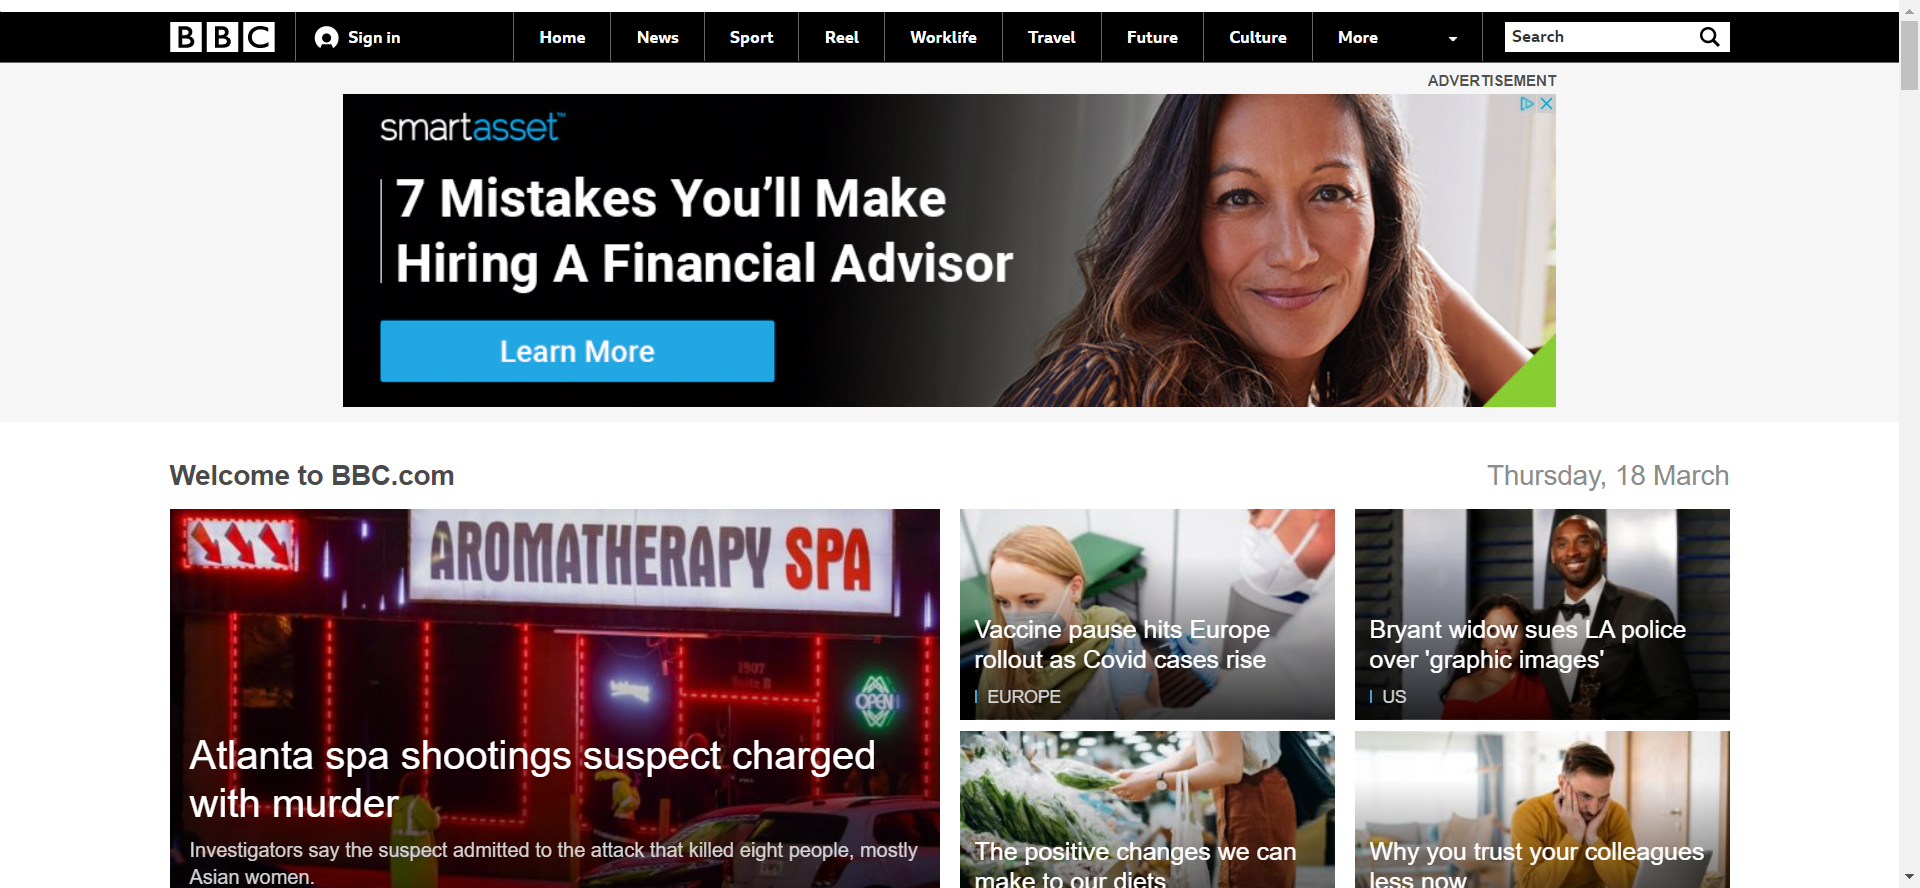 BBC
Sign in
Home
News
Sport
Reel
Worklife
Travel
Future
Culture
More
Search
ADVERTISEMENT
smartasset™
7 Mistakes You’ll Make
Hiring A Financial Advisor
Learn More
Welcome to BBC.com
Thursday, 18 March
AROMATHERAPY SPA
1907
Suite B
OPEN
Atlanta spa shootings suspect charged
with murder
Investigators say the suspect admitted to the attack that killed eight people, mostly
Asian women.
Vaccine pause hits Europe
rollout as Covid cases rise
EUROPE
Bryant widow sues LA police
over 'graphic images'
US
The positive changes we can
make to our diets
Why you trust your colleagues
less now